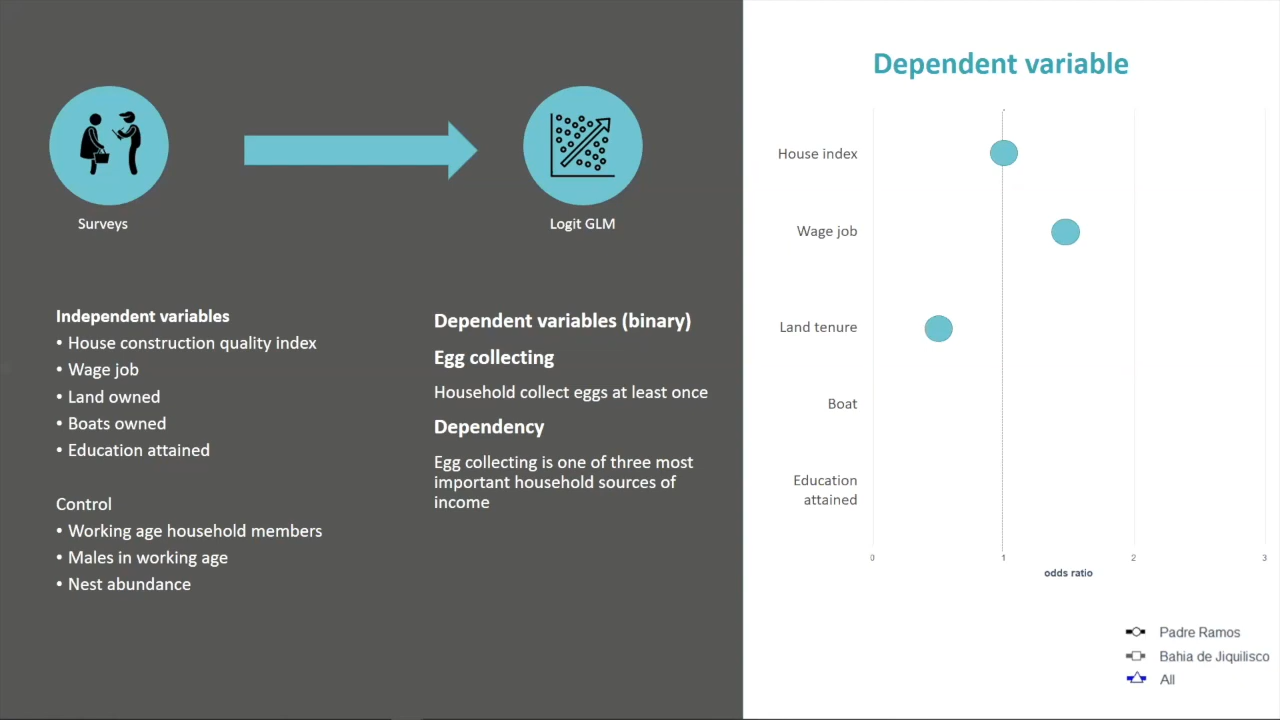 Surveys
Logit GLM
Independent variables
• House construction quality index
• Wage job
• Land owned
• Boats owned
• Education attained
Control
• Working age household members
• Males in working age
• Nest abundance
Dependent variables (binary)
Egg collecting
Household collect eggs at least once
Dependency
Egg collecting is one of three most
important household sources of
income
Dependent variable
House index
Wage job
Land tenure
Boat
Education
attained
0 1 2 3
odds ratio
Padre Ramos
Bahia de Jiquilisco
All